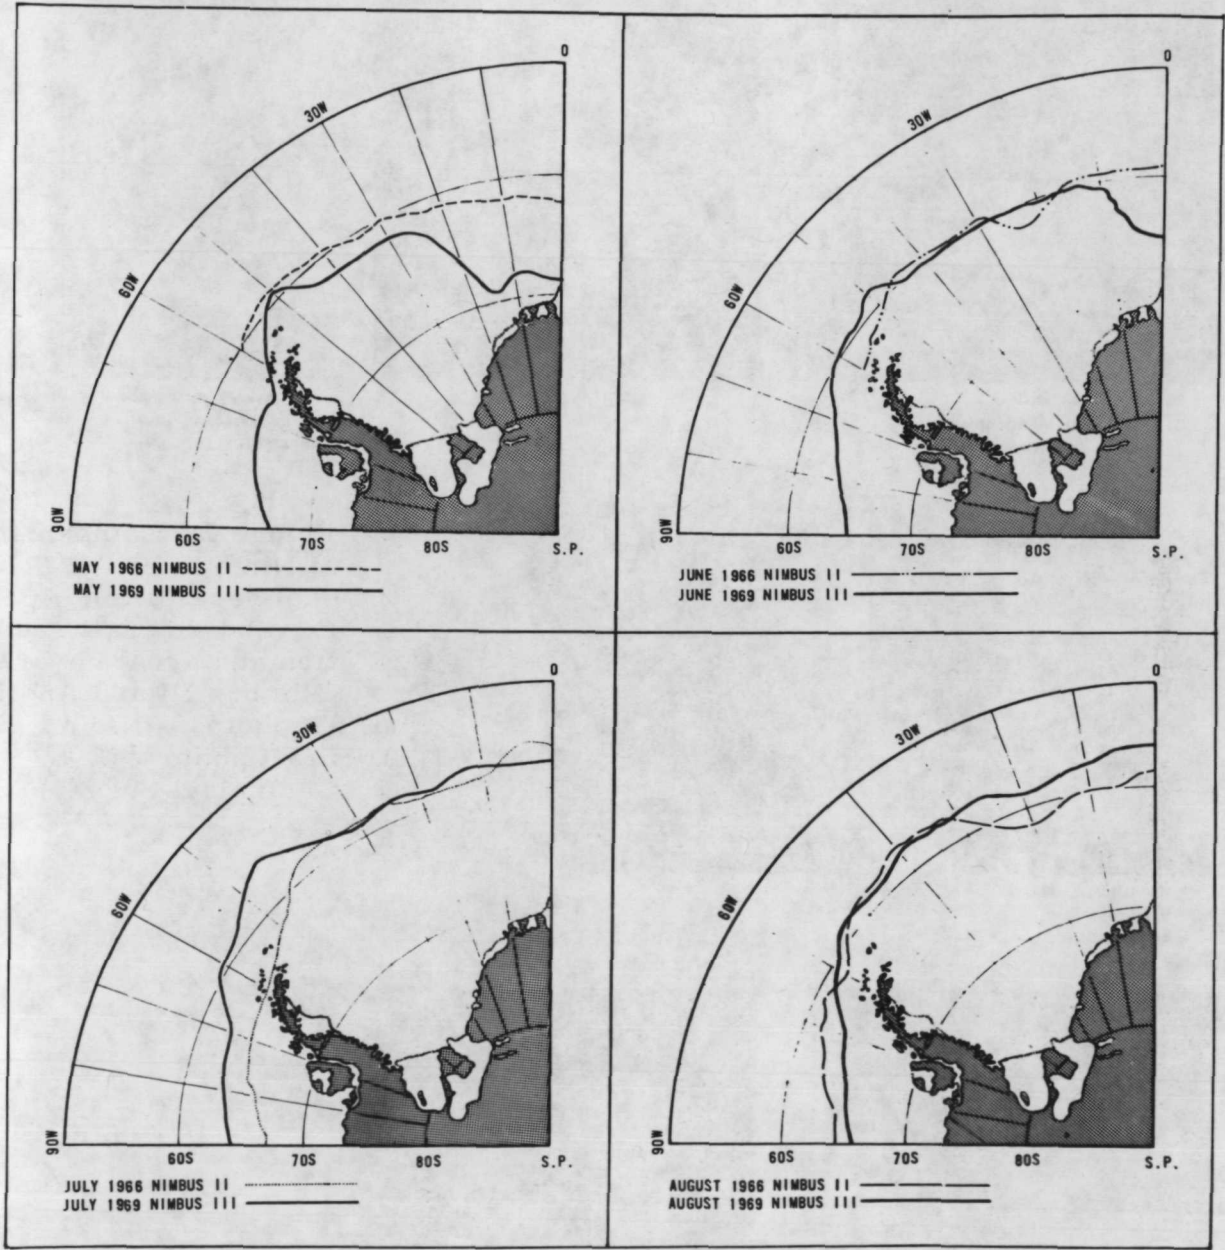 0
30W
60W
90W
60S 70S 80S S.P.
MAY 1966 NIMBUS II
MAY 1969 NIMBUS III
0
30W
60W
90W
60S 70S 80S S.P.
JUNE 1966 NIMBUS II
JUNE 1969 NIMBUS III
0
30W
60W
90W
60S 70S 80S S.P.
JULY 1966 NIMBUS II
JULY 1969 NIMBUS III
0
30W
60W
90W
60S 70S 80S S.P.
AUGUST 1966 NIMBUS II
AUGUST 1969 NIMBUS III